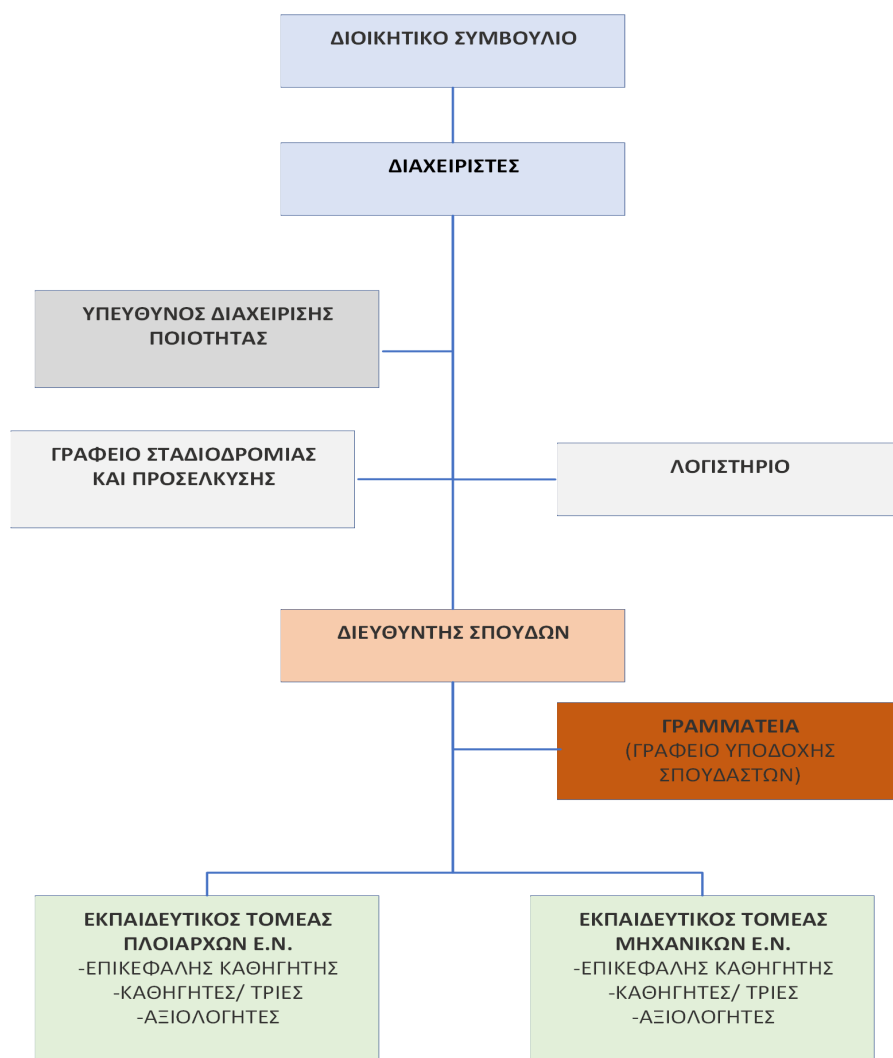 ΔΙΟΙΚΗΤΙΚΟ ΣΥΜΒΟΥΛΙΟ
ΔΙΑΧΕΙΡΙΣΤΕΣ
ΥΠΕΥΘΥΝΟΣ ΔΙΑΧΕΙΡΙΣΗΣ
ΠΟΙΟΤΗΤΑΣ
ΓΡΑΦΕΙΟ ΣΤΑΔΙΟΔΡΟΜΙΑΣ
ΚΑΙ ΠΡΟΣΕΛΚΥΣΗΣ
ΛΟΓΙΣΤΗΡΙΟ
ΔΙΕΥΘΥΝΤΗΣ ΣΠΟΥΔΩΝ
ΓΡΑΜΜΑΤΕΙΑ
(ΓΡΑΦΕΙΟ ΥΠΟΔΟΧΗΣ
ΣΠΟΥΔΑΣΤΩΝ)
ΕΚΠΑΙΔΕΥΤΙΚΟΣ ΤΟΜΕΑΣ
ΠΛΟΙΑΡΧΩΝ Ε.Ν.
-ΕΠΙΚΕΦΑΛΗΣ ΚΑΘΗΓΗΤΗΣ
-ΚΑΘΗΓΗΤΕΣ/ ΤΡΙΕΣ
-ΑΞΙΟΛΟΓΗΤΕΣ
ΕΚΠΑΙΔΕΥΤΙΚΟΣ ΤΟΜΕΑΣ
ΜΗΧΑΝΙΚΩΝ Ε.Ν.
-ΕΠΙΚΕΦΑΛΗΣ ΚΑΘΗΓΗΤΗΣ
-ΚΑΘΗΓΗΤΕΣ/ ΤΡΙΕΣ
-ΑΞΙΟΛΟΓΗΤΕΣ